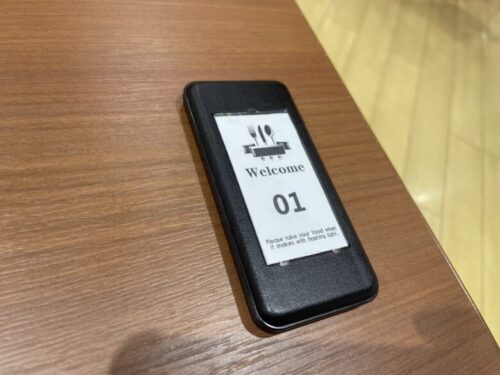 Welcome
01
Please take your food when
it shakes with flashing light.